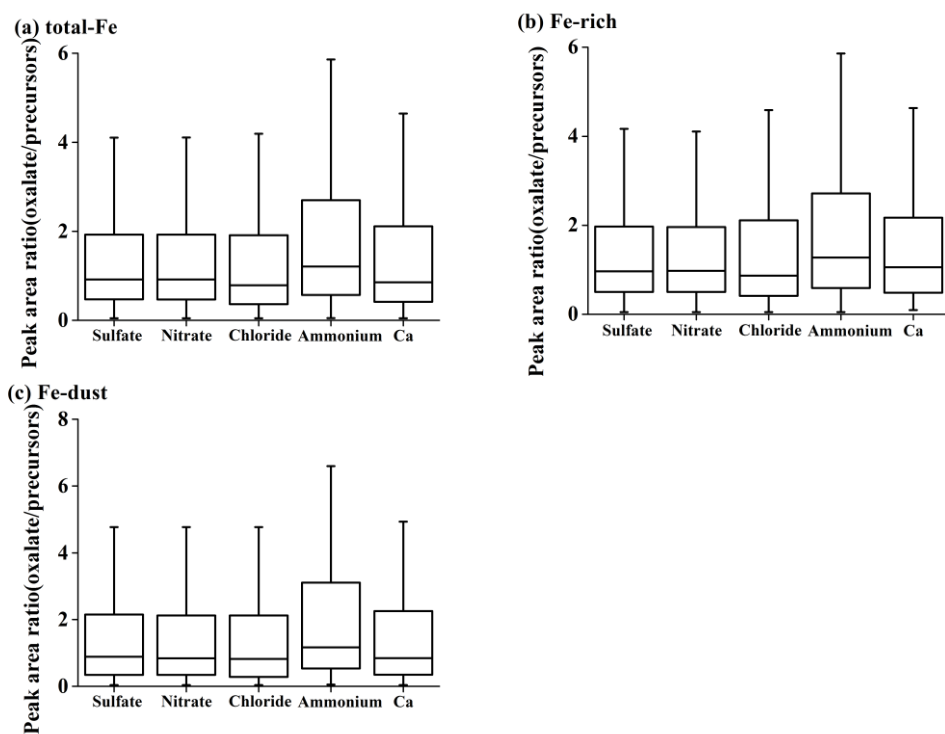 (a) total-Fe
Peak area ratio(oxalate/precursors)
6
4
2
0
Sulfate Nitrate Chloride Ammonium Ca
(b) Fe-rich
Peak area ratio(oxalate/precursors)
6
4
2
0
Sulfate Nitrate Chloride Ammonium Ca
(c) Fe-dust
Peak area ratio(oxalate/precursors)
8
6
4
2
0
Sulfate Nitrate Chloride Ammonium Ca